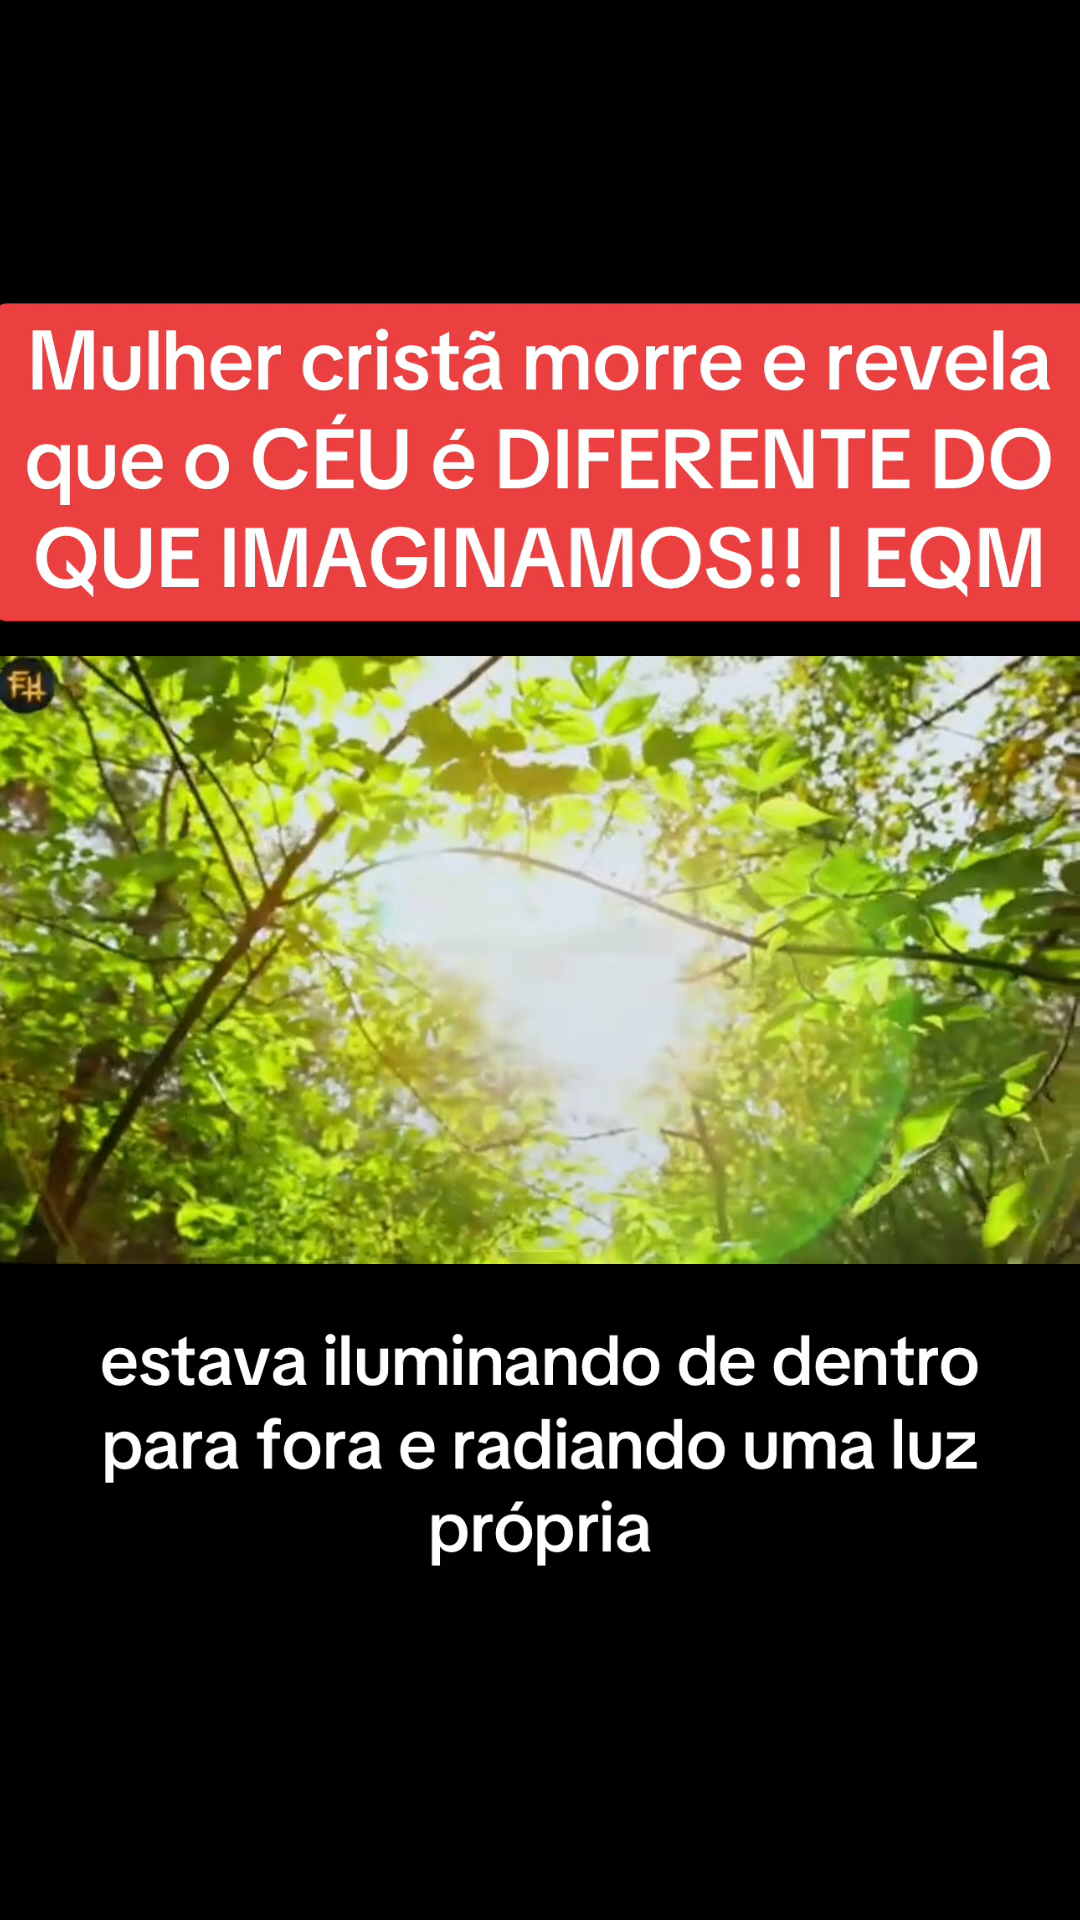 Mulher cristã morre e revela
que o CÉU é DIFERENTE DO
QUE IMAGINAMOS!! | EQM
FH
estava iluminando de dentro
para fora e radiando uma luz
própria